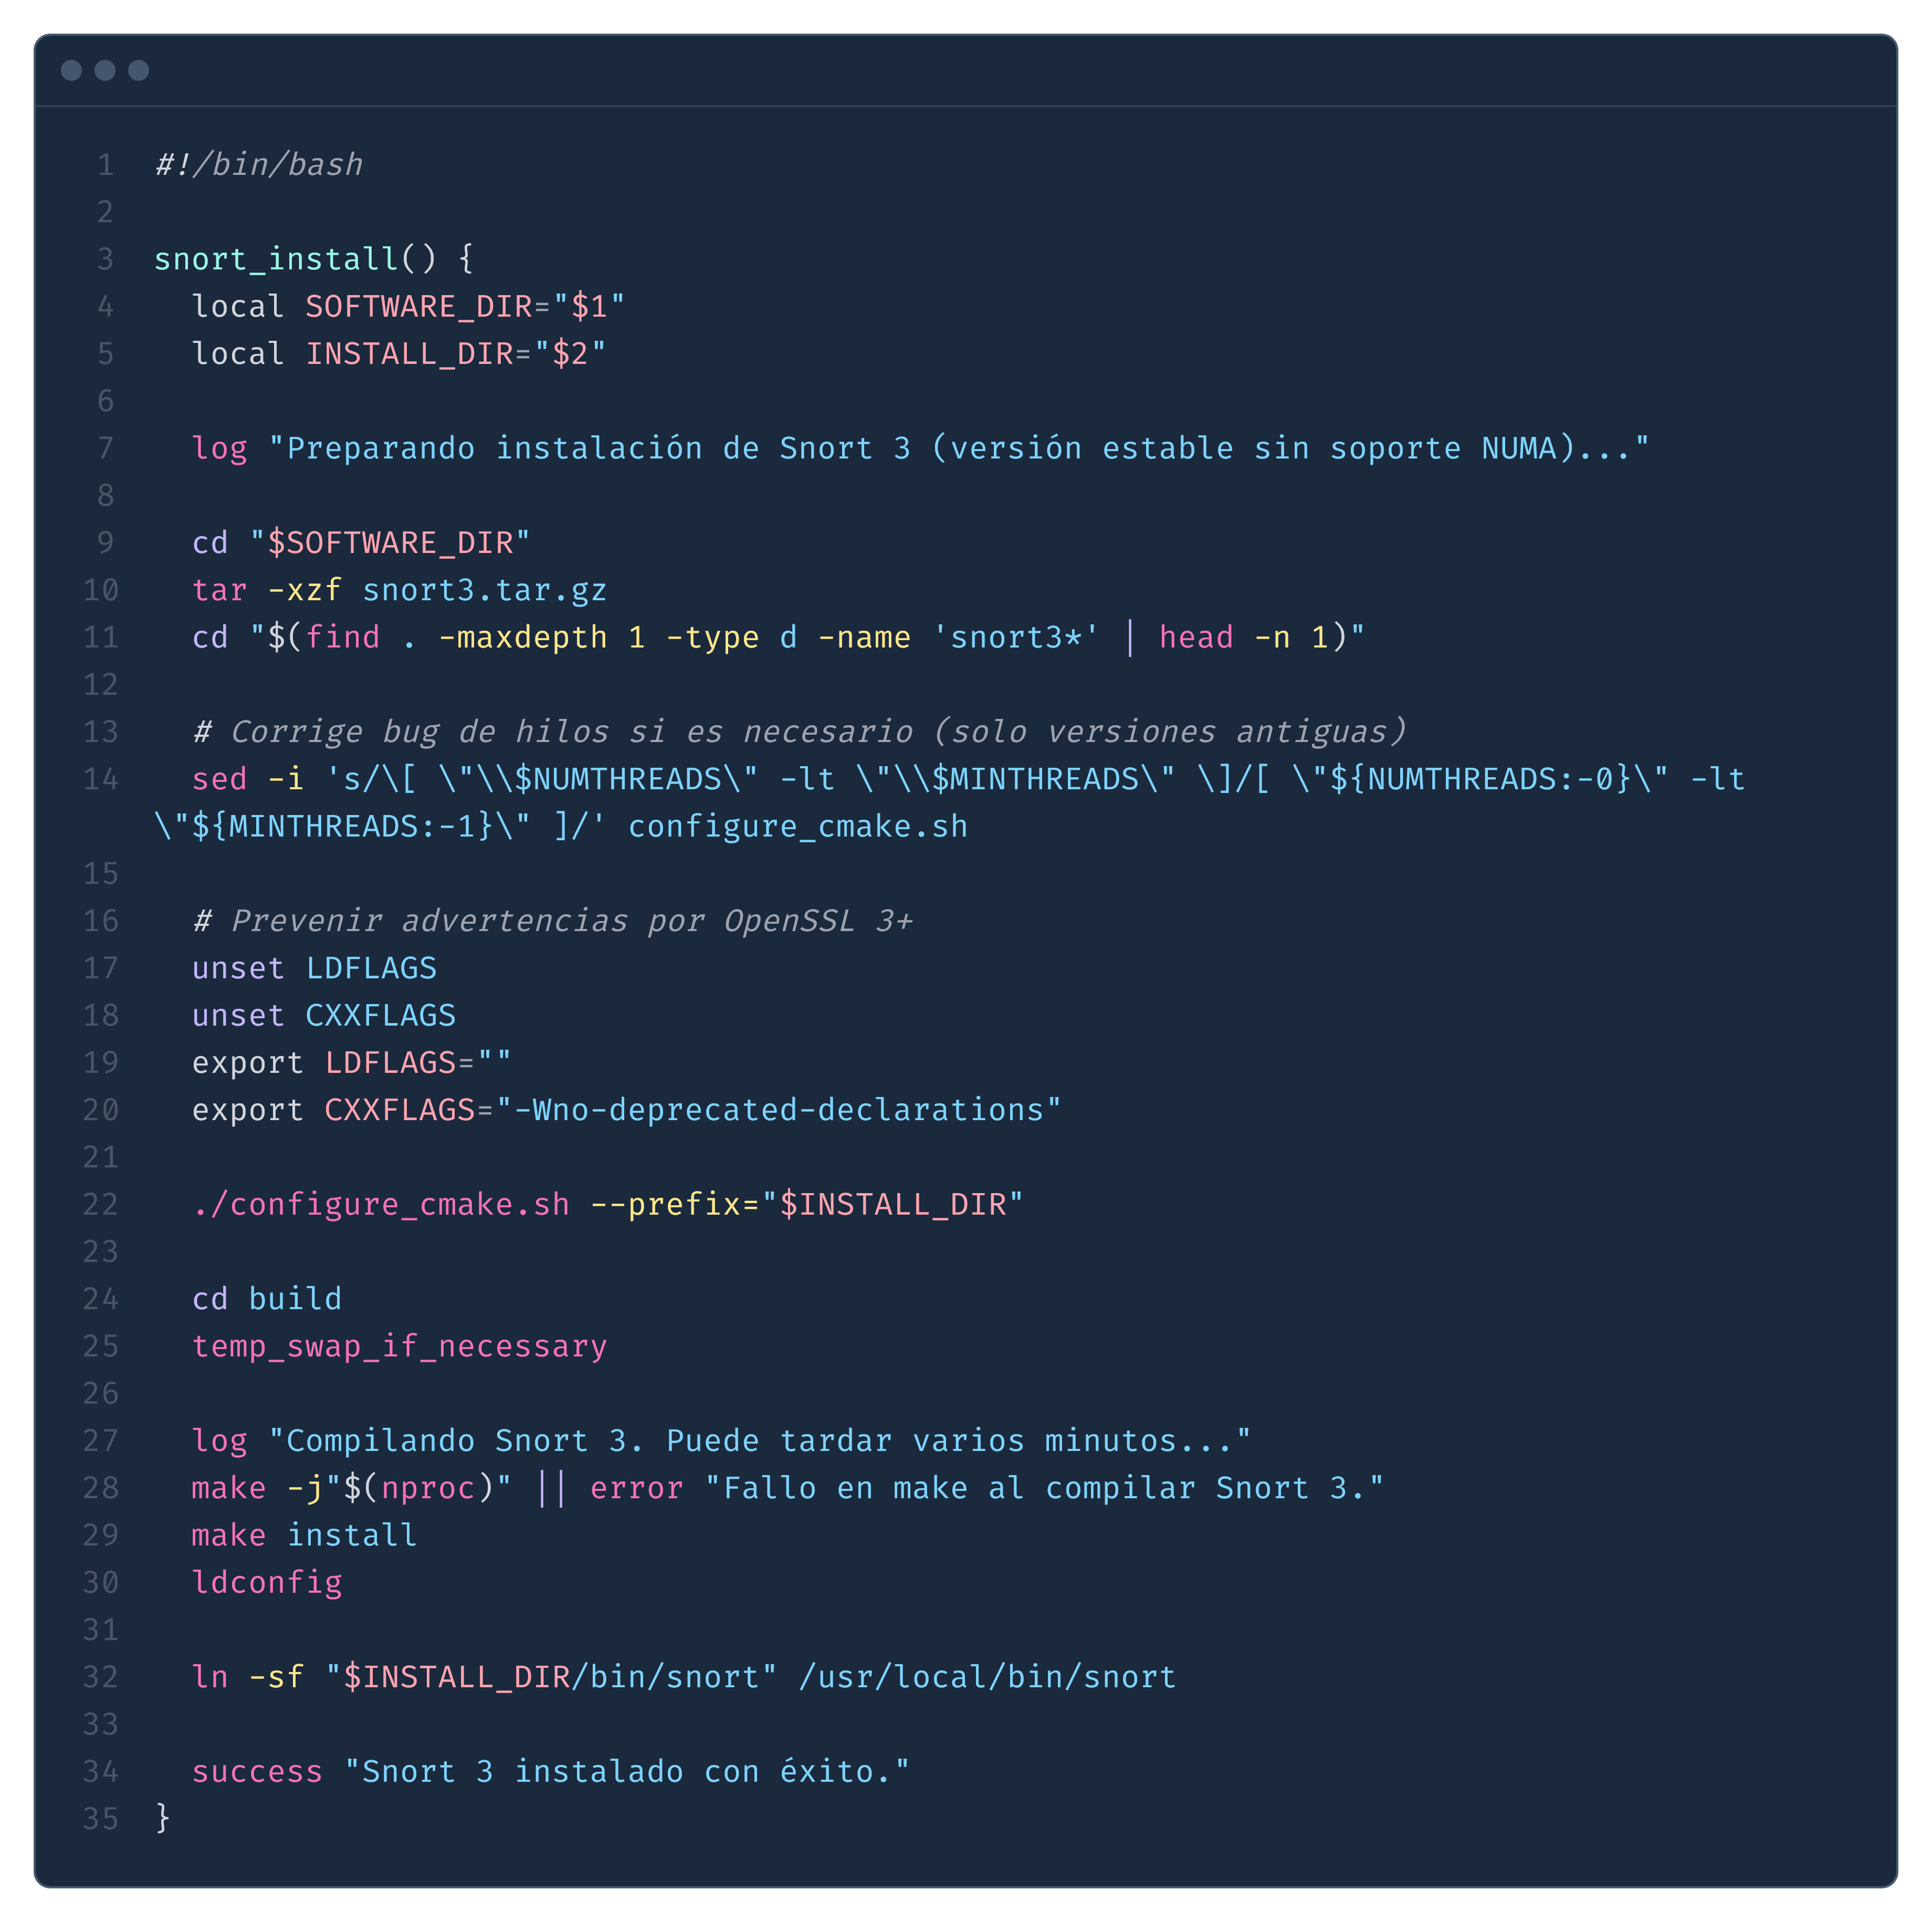 1 #!/bin/bash
2
3 snort_install() {
4   local SOFTWARE_DIR="$1"
5   local INSTALL_DIR="$2"
6
7   log "Preparando instalación de Snort 3 (versión estable sin soporte NUMA)..."
8
9   cd "$SOFTWARE_DIR"
10   tar -xzf snort3.tar.gz
11   cd "$(find . -maxdepth 1 -type d -name 'snort3*' | head -n 1)"
12
13   # Corrige bug de hilos si es necesario (solo versiones antiguas)
14   sed -i 's/\[ \"\\$NUMTHREADS\" -lt \"\\$MINTHREADS\" \]/[ \"${NUMTHREADS:-0}\" -lt
\"${MINTHREADS:-1}\" ]/' configure_cmake.sh
15
16   # Prevenir advertencias por OpenSSL 3+
17   unset LDFLAGS
18   unset CXXFLAGS
19   export LDFLAGS=""
20   export CXXFLAGS="-Wno-deprecated-declarations"
21
22   ./configure_cmake.sh --prefix="$INSTALL_DIR"
23
24   cd build
25   temp_swap_if_necessary
26
27   log "Compilando Snort 3. Puede tardar varios minutos..."
28   make -j"$(nproc)" || error "Fallo en make al compilar Snort 3."
29   make install
30   ldconfig
31
32   ln -sf "$INSTALL_DIR/bin/snort" /usr/local/bin/snort
33
34   success "Snort 3 instalado con éxito."
35 }